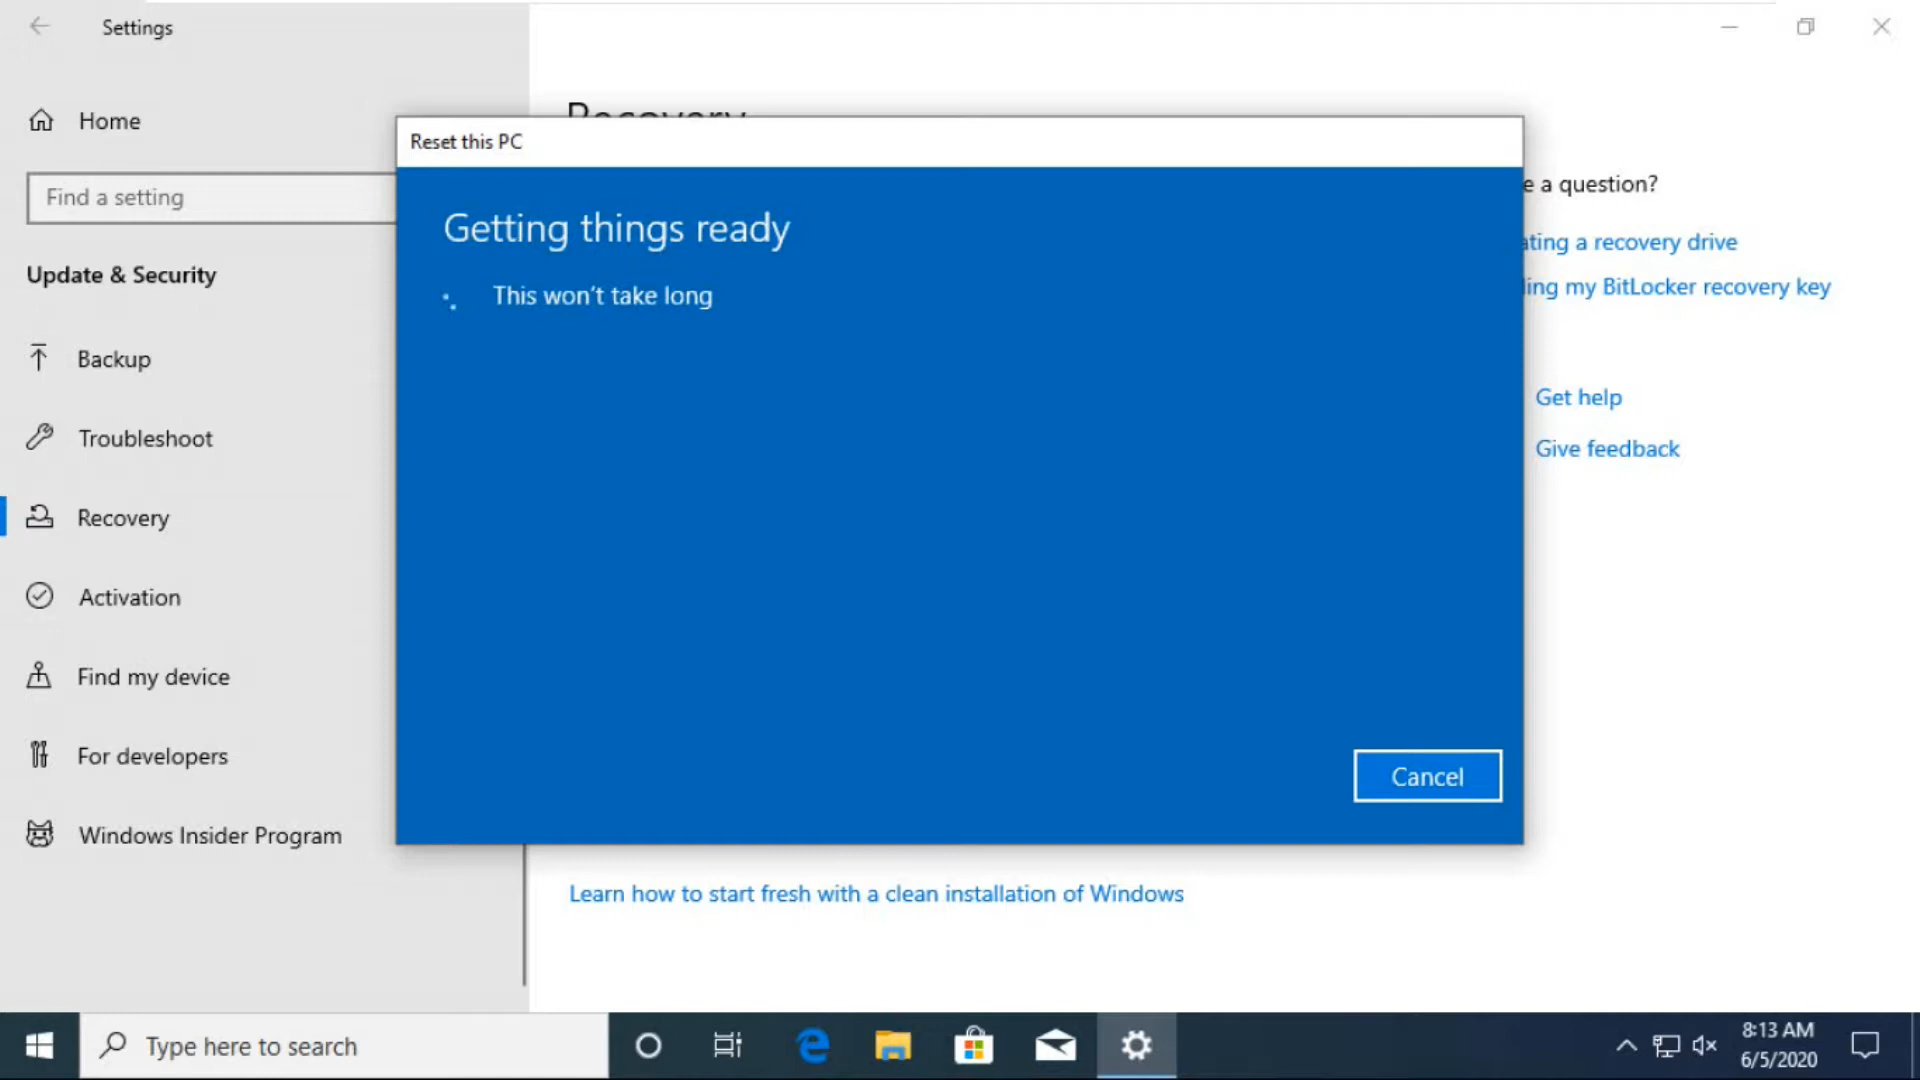 Settings
Home
Find a setting
Update & Security
Backup
Troubleshoot
Recovery
Activation
Find my device
For developers
Windows Insider Program
Recovery
Reset this PC
Getting things ready
This won't take long
Cancel
e a question?
ating a recovery drive
ing my BitLocker recovery key
Get help
Give feedback
Learn how to start fresh with a clean installation of Windows
Type here to search
8:13 AM
6/5/2020